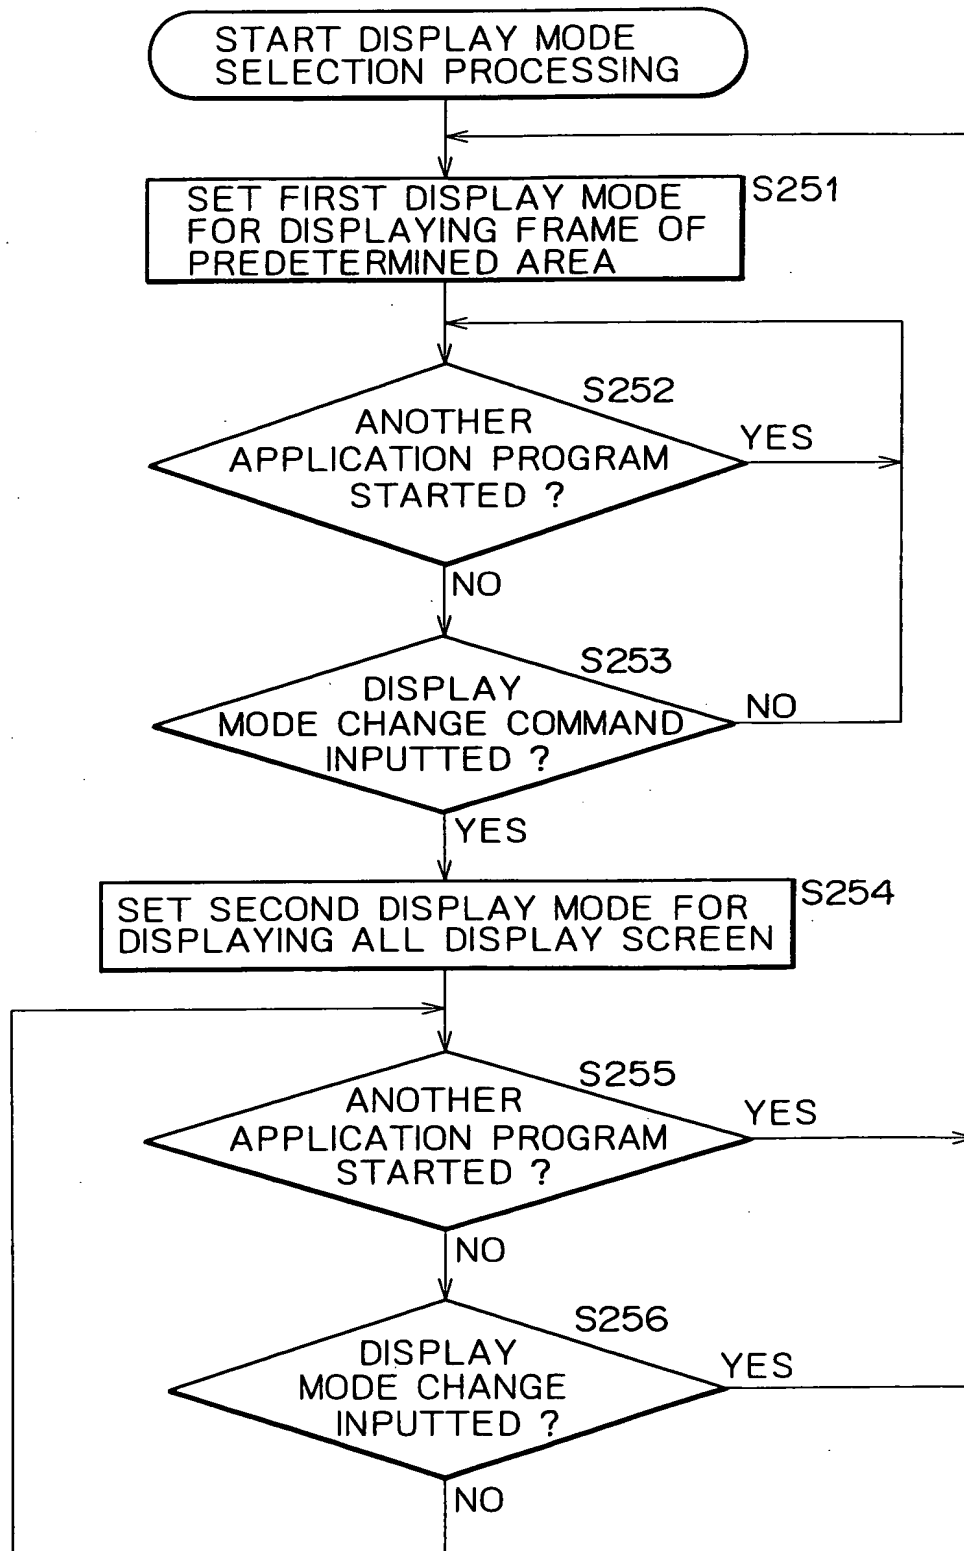 START DISPLAY MODE
SELECTION PROCESSING
S251
SET FIRST DISPLAY MODE
FOR DISPLAYING FRAME OF
PREDETERMINED AREA
S252
ANOTHER
APPLICATION PROGRAM
STARTED ?
YES
NO
S253
DISPLAY
MODE CHANGE COMMAND
INPUTTED ?
NO
YES
S254
SET SECOND DISPLAY MODE FOR
DISPLAYING ALL DISPLAY SCREEN
S255
ANOTHER
APPLICATION PROGRAM
STARTED ?
YES
NO
S256
DISPLAY
MODE CHANGE
INPUTTED ?
YES
NO